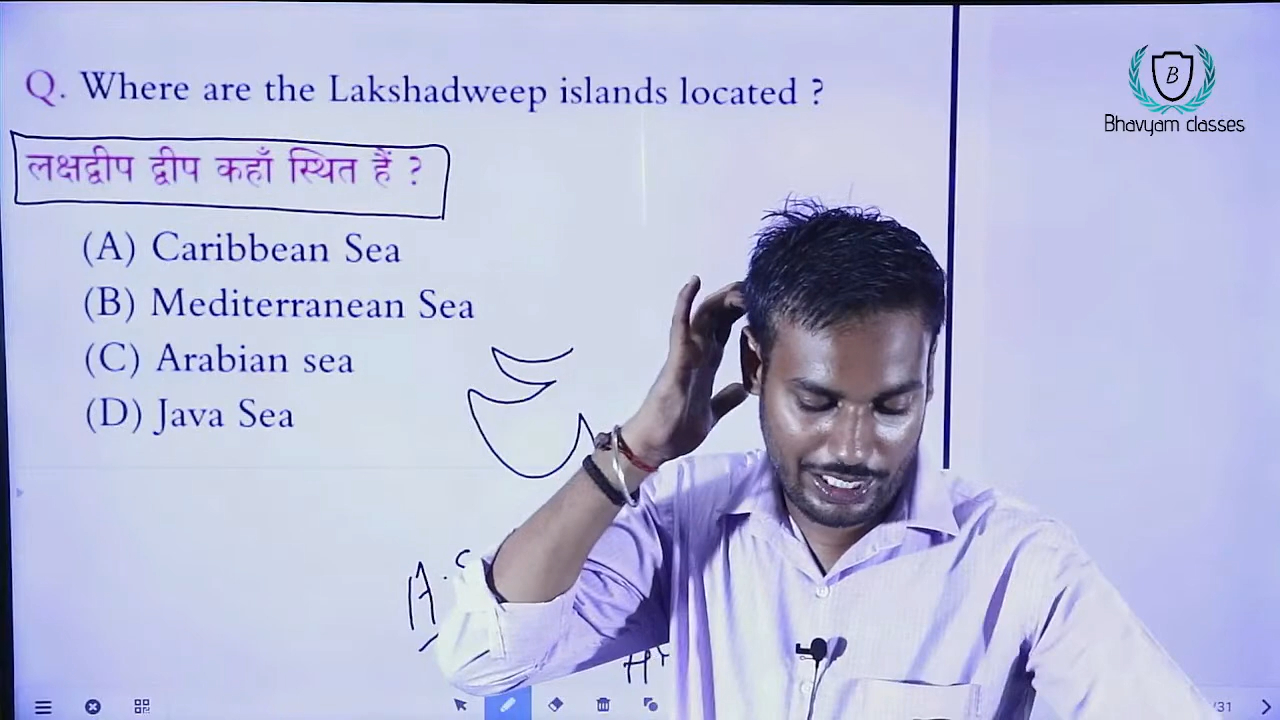 Q. Where are the Lakshadweep islands located ?
लक्षद्वीप द्वीप कहाँ स्थित हैं ?
(A) Caribbean Sea
(B) Mediterranean Sea
(C) Arabian sea
(D) Java Sea
B
Bhavyam classes
/31